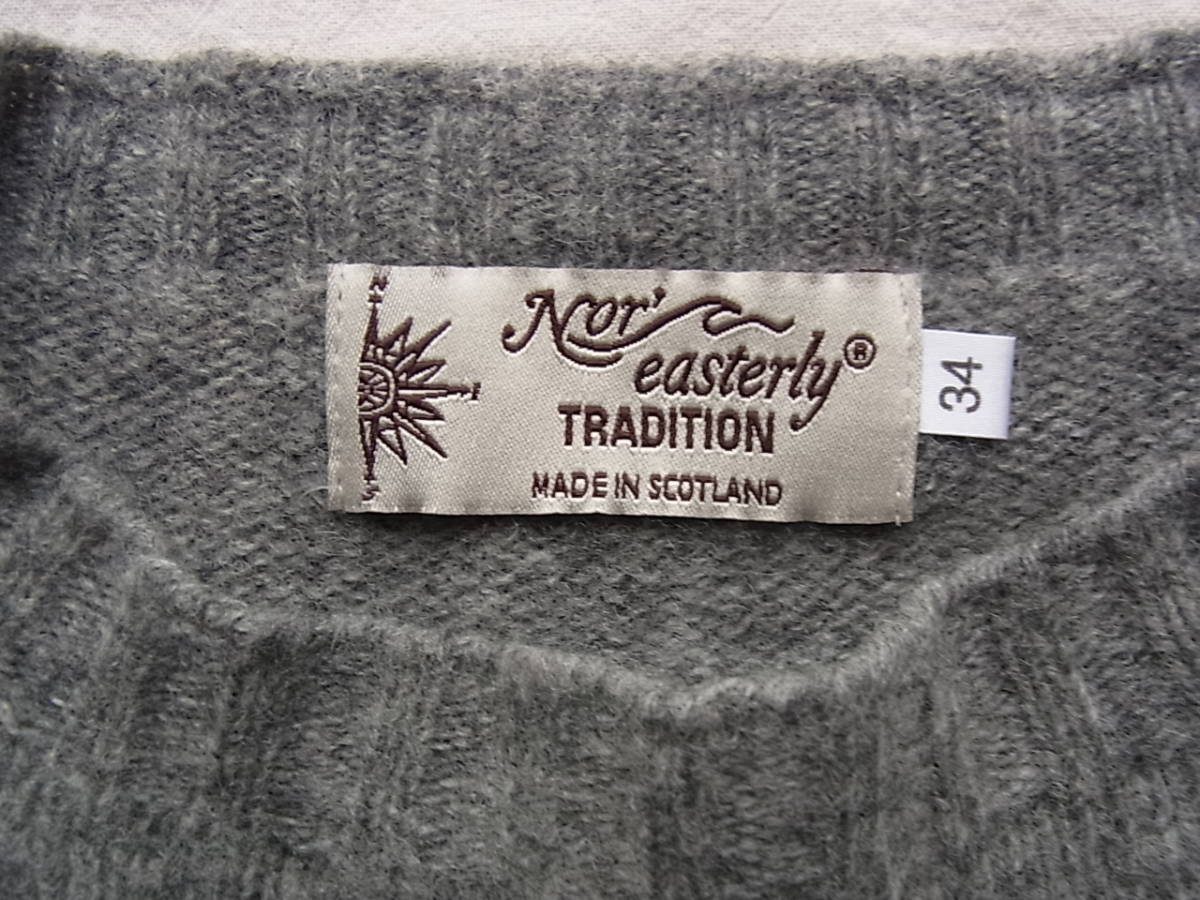 N
Nor'
easterly®
E
TRADITION
MADE IN SCOTLAND
S
34